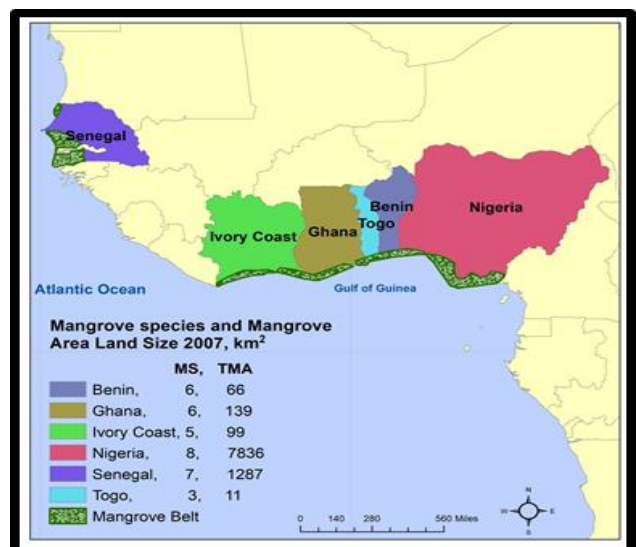 Senegal
Ivory Coast
Ghana
Togo
Benin
Nigeria
Atlantic Ocean
Gulf of Guinea
Mangrove species and Mangrove
Area Land Size 2007, km²
MS, TMA
Benin, 6, 66
Ghana, 6, 139
Ivory Coast, 5, 99
Nigeria, 8, 7836
Senegal, 7, 1287
Togo, 3, 11
Mangrove Belt
0 140 280 560 Miles
N
W E
S